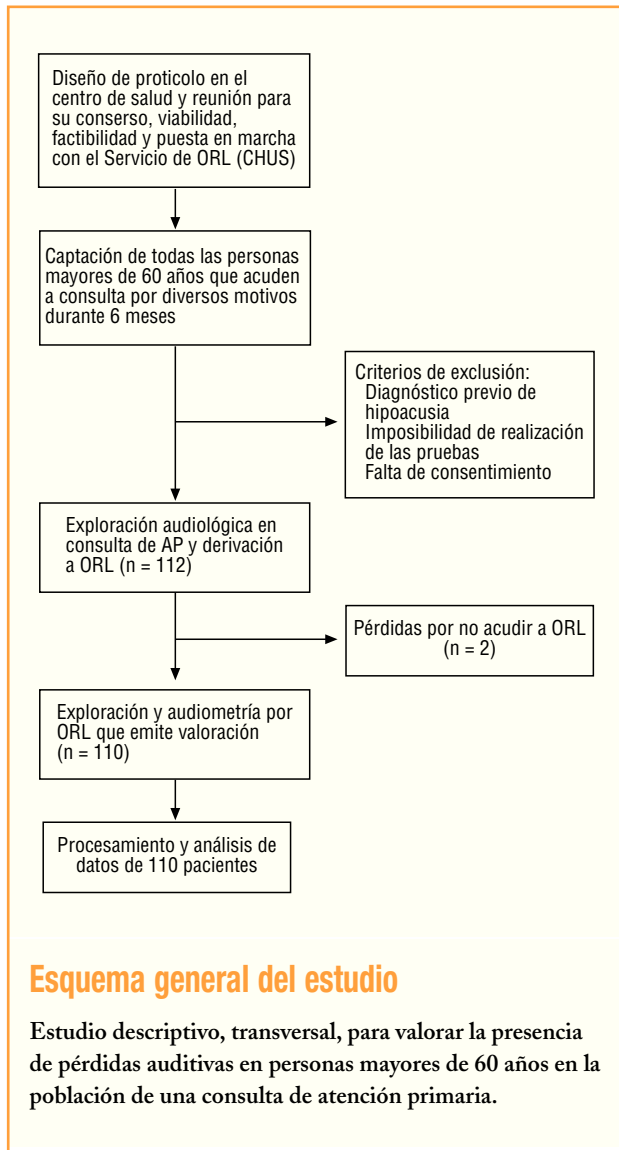 Diseño de proticolo en el
centro de salud y reunión para
su conserso, viabilidad,
factibilidad y puesta en marcha
con el Servicio de ORL (CHUS)
Captación de todas las personas
mayores de 60 años que acuden
a consulta por diversos motivos
durante 6 meses
Criterios de exclusión:
Diagnóstico previo de
hipoacusia
Imposibilidad de realización
de las pruebas
Falta de consentimiento
Exploración audiológica en
consulta de AP y derivación
a ORL (n = 112)
Pérdidas por no acudir a ORL
(n = 2)
Exploración y audiometría por
ORL que emite valoración
(n = 110)
Procesamiento y análisis de
datos de 110 pacientes
Esquema general del estudio
Estudio descriptivo, transversal, para valorar la presencia
de pérdidas auditivas en personas mayores de 60 años en la
población de una consulta de atención primaria.